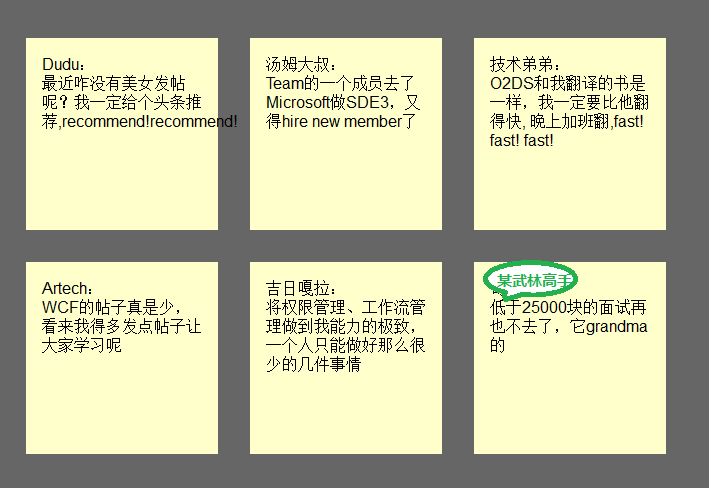 Dudu：
最近咋没有美女发帖
呢？我一定给个头条推
荐,recommend!recommend!
汤姆大叔：
Team的一个成员去了
Microsoft做SDE3，又
得hire new member了
技术弟弟：
O2DS和我翻译的书是
一样，我一定要比他翻
得快, 晚上加班翻,fast!
fast! fast!
Artech：
WCF的帖子真是少，
看来我得多发点帖子让
大家学习呢
吉日嘎拉：
将权限管理、工作流管
理做到我能力的极致，
一个人只能做好那么很
少的几件事情
某武林高手
低于25000块的面试再
也不去了，它grandma
的